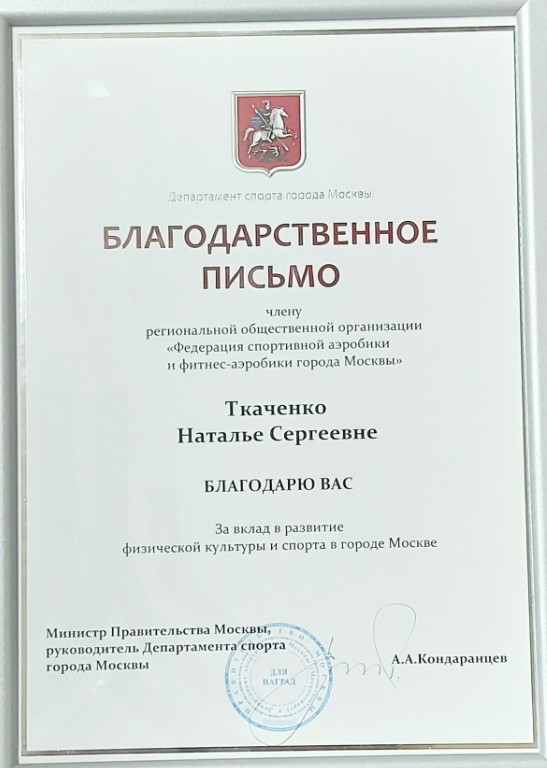 Департамент спорта города Москвы
БЛАГОДАРСТВЕННОЕ
ПИСЬМО
члену
региональной общественной организации
«Федерация спортивной аэробики
и фитнес-аэробики города Москвы»
Ткаченко
Наталье Сергеевне
БЛАГОДАРЮ ВАС
За вклад в развитие
физической культуры и спорта в городе Москве
Министр Правительства Москвы,
руководитель Департамента спорта
города Москвы
ПРАВИТЕЛЬСТВО МОСКВЫ
ДЛЯ
НАГРАД
А.А.Кондаранцев